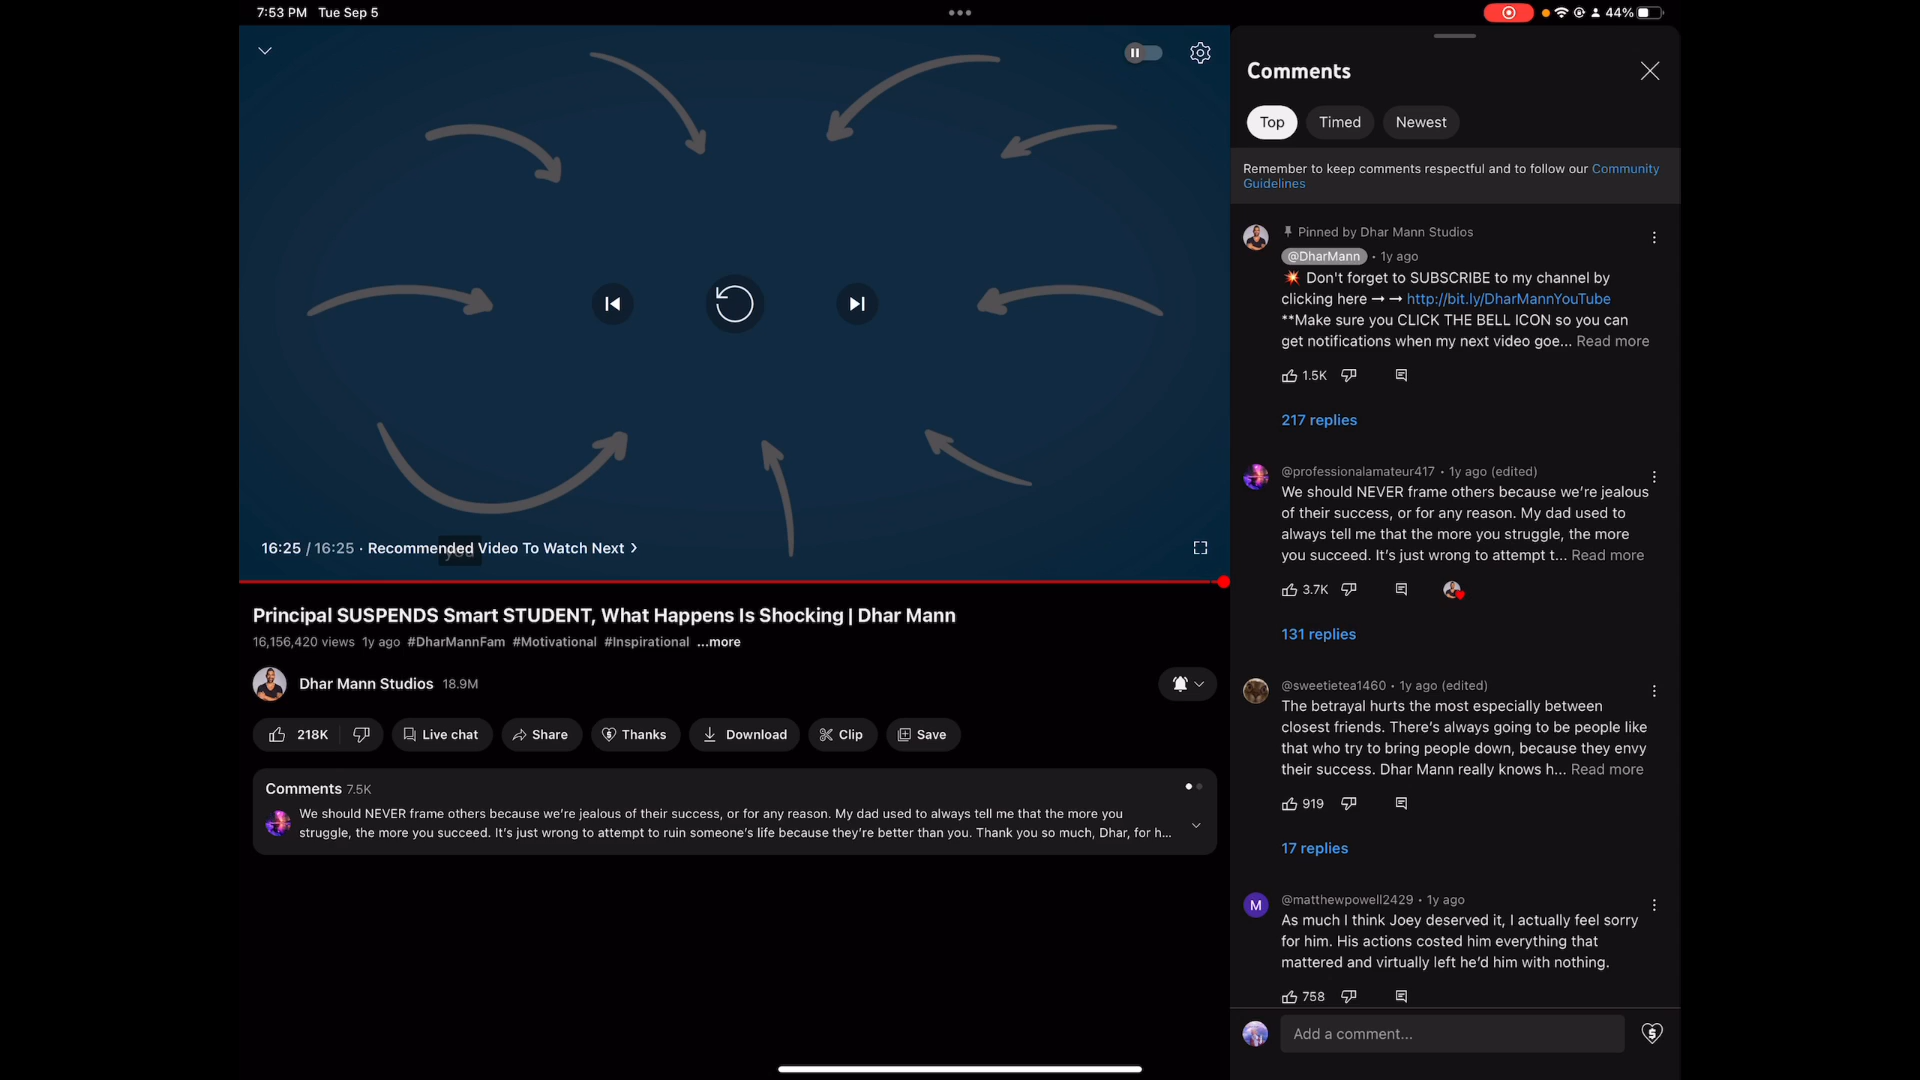 7:53 PM Tue Sep 5
44%
16:25 / 16:25 · Recommended Video To Watch Next
you
Principal SUSPENDS Smart STUDENT, What Happens Is Shocking | Dhar Mann
16,156,420 views 1y ago #DharMannFam #Motivational #Inspirational ...more
Dhar Mann Studios 18.9M
218K
Live chat
Share
Thanks
Download
Clip
Save
Comments 7.5K
We should NEVER frame others because we're jealous of their success, or for any reason. My dad used to always tell me that the more you
struggle, the more you succeed. It's just wrong to attempt to ruin someone's life because they're better than you. Thank you so much, Dhar, for h...
Comments
Top
Timed
Newest
Remember to keep comments respectful and to follow our Community
Guidelines
Pinned by Dhar Mann Studios
@DharMann · 1y ago
💥 Don't forget to SUBSCRIBE to my channel by
clicking here ➞ ➞ http://bit.ly/DharMannYouTube
**Make sure you CLICK THE BELL ICON so you can
get notifications when my next video goe... Read more
1.5K
217 replies
@professionalamateur417 · 1y ago (edited)
We should NEVER frame others because we're jealous
of their success, or for any reason. My dad used to
always tell me that the more you struggle, the more
you succeed. It's just wrong to attempt t... Read more
3.7K
131 replies
@sweetietea1460 · 1y ago (edited)
The betrayal hurts the most especially between
closest friends. There's always going to be people like
that who try to bring people down, because they envy
their success. Dhar Mann really knows h... Read more
919
17 replies
M
@matthewpowell2429 · 1y ago
As much I think Joey deserved it, I actually feel sorry
for him. His actions costed him everything that
mattered and virtually left he'd him with nothing.
758
Add a comment...